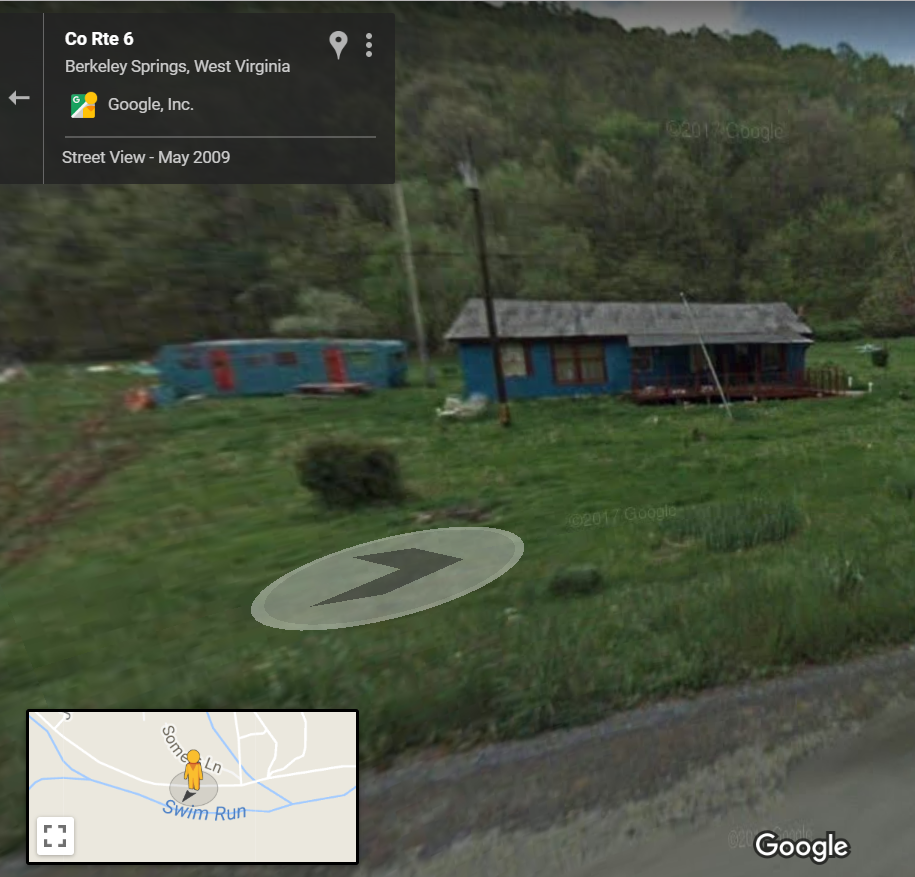 Co Rte 6
Berkeley Springs, West Virginia
Google, Inc.
Street View - May 2009
©2017 Google
©2017 Google
Ln
Swim Run
Google